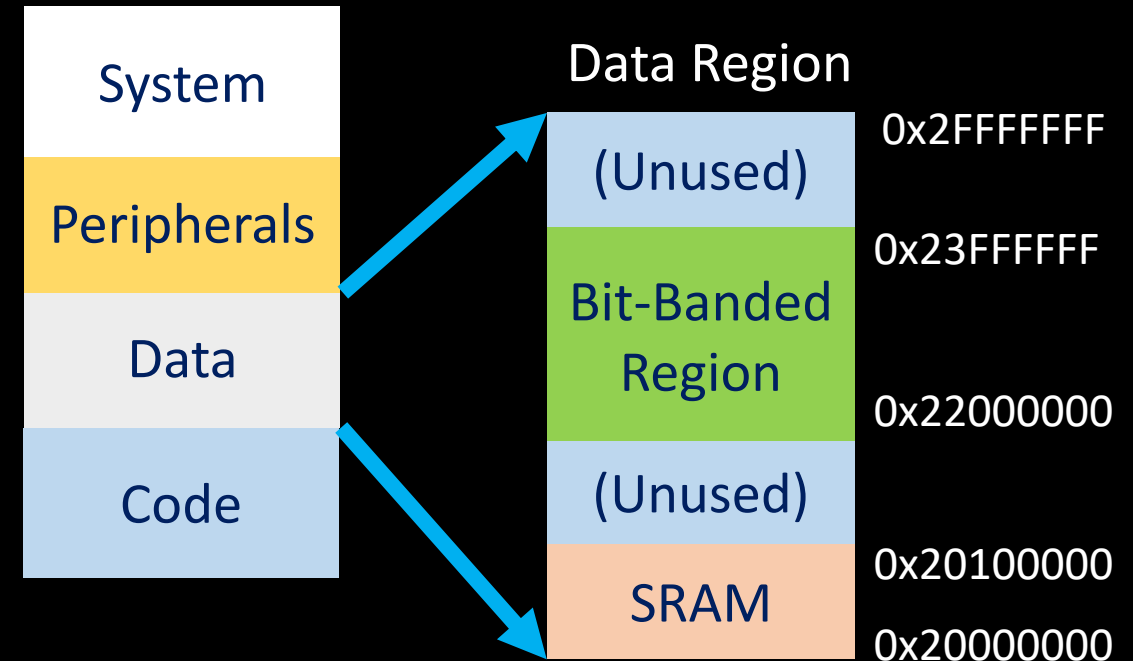 System
Peripherals
Data
Code
Data Region
(Unused)
Bit-Banded
Region
(Unused)
SRAM
0x2FFFFFFF
0x23FFFFFF
0x22000000
0x20100000
0x20000000